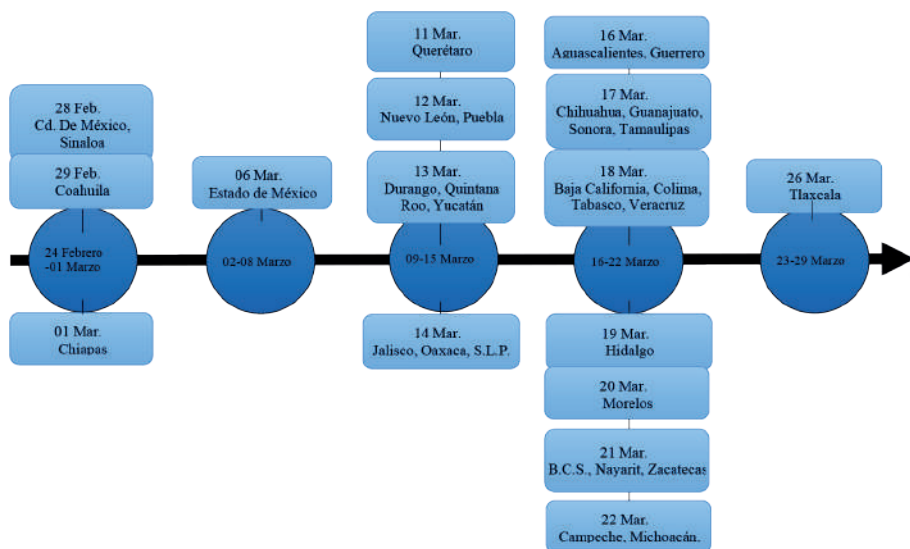 28 Feb.
Cd. De México,
Sinaloa
29 Feb.
Coahuila
24 Febrero
-01 Marzo
01 Mar.
Chiapas
06 Mar.
Estado de México
02-08 Marzo
11 Mar.
Querétaro
12 Mar.
Nuevo León, Puebla
13 Mar.
Durango, Quintana
Roo, Yucatán
09-15 Marzo
14 Mar.
Jalisco, Oaxaca, S.L.P.
16 Mar.
Aguascalientes, Guerrero
17 Mar.
Chihuahua, Guanajuato,
Sonora, Tamaulipas
18 Mar.
Baja California, Colima,
Tabasco, Veracruz
16-22 Marzo
19 Mar.
Hidalgo
20 Mar.
Morelos
21 Mar.
B.C.S., Nayarit, Zacatecas
22 Mar.
Campeche, Michoacán,
26 Mar.
Tlaxcala
23-29 Marzo